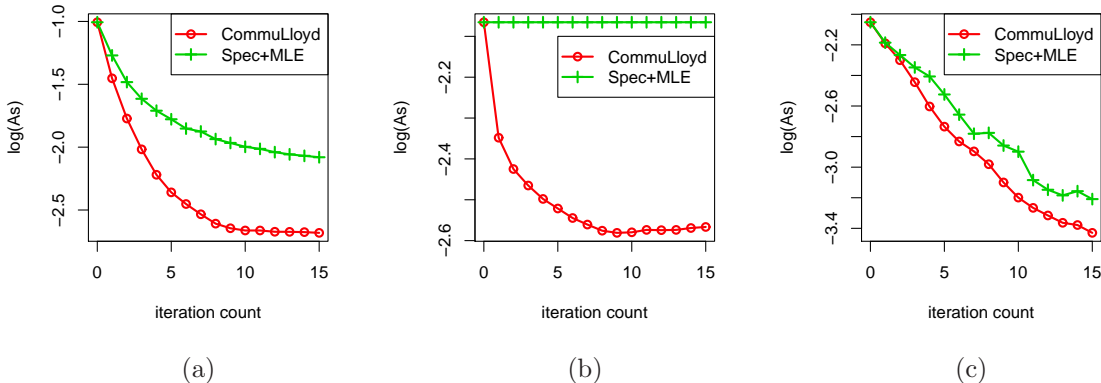 CommuLloyd
Spec+MLE
log(As)
-1.0
-1.5
-2.0
-2.5
0
5
10
15
iteration count
(a)
CommuLloyd
Spec+MLE
log(As)
-2.2
-2.4
-2.6
0
5
10
15
iteration count
(b)
CommuLloyd
Spec+MLE
log(As)
-2.2
-2.6
-3.0
-3.4
0
5
10
15
iteration count
(c)